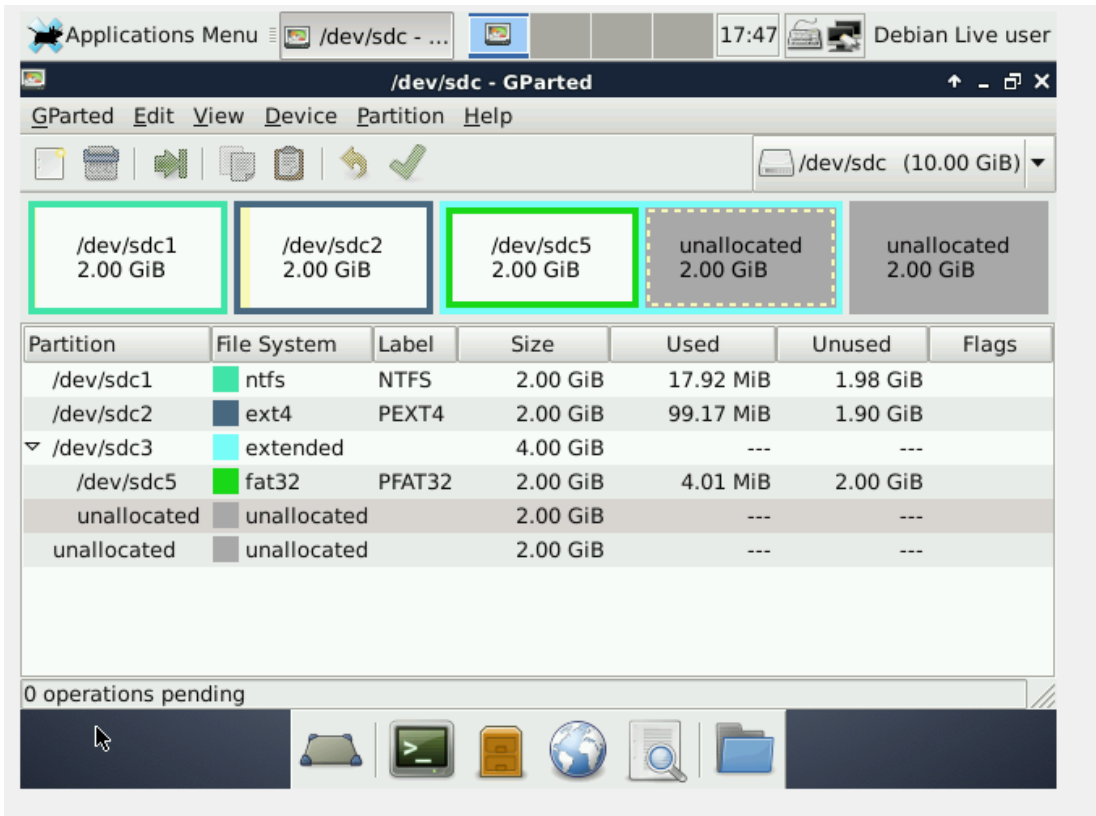 Applications Menu /dev/sdc - ... 17:47 Debian Live user
/dev/sdc - GParted
GParted Edit View Device Partition Help
/dev/sdc (10.00 GiB)
/dev/sdc1 /dev/sdc2 /dev/sdc5 unallocated unallocated
2.00 GiB 2.00 GiB 2.00 GiB 2.00 GiB 2.00 GiB
Partition File System Label Size Used Unused Flags
/dev/sdc1 ntfs NTFS 2.00 GiB 17.92 MiB 1.98 GiB
/dev/sdc2 ext4 PEXT4 2.00 GiB 99.17 MiB 1.90 GiB
/dev/sdc3 extended 4.00 GiB --- ---
/dev/sdc5 fat32 PFAT32 2.00 GiB 4.01 MiB 2.00 GiB
unallocated unallocated 2.00 GiB --- ---
unallocated unallocated 2.00 GiB --- ---
0 operations pending
>_